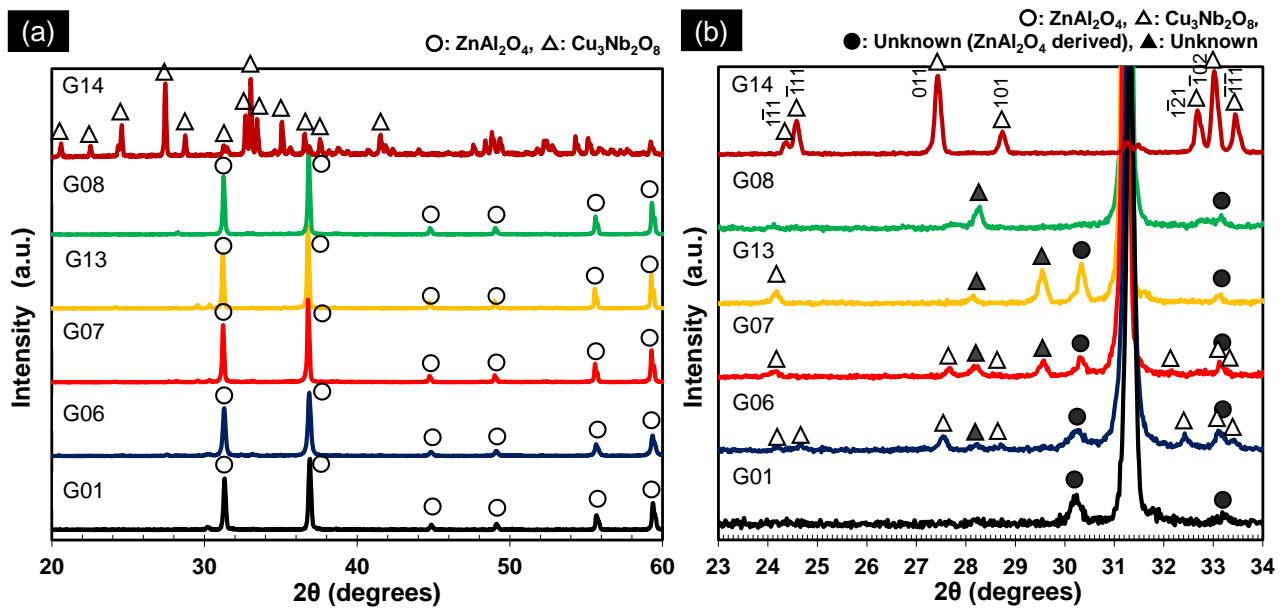 (a)
○: ZnAl₂O₄, △: Cu₃Nb₂O₈
G14
G08
G13
G07
G06
G01
Intensity (a.u.)
20 30 40 50 60
2θ (degrees)
(b)
○: ZnAl₂O₄, △: Cu₃Nb₂O₈,
●: Unknown (ZnAl₂O₄ derived), ▲: Unknown
G14
1̅11
1̅11
011
101
1̅21
1̅02
1̅1̅1
G08
G13
G07
G06
G01
Intensity (a.u.)
23 24 25 26 27 28 29 30 31 32 33 34
2θ (degrees)